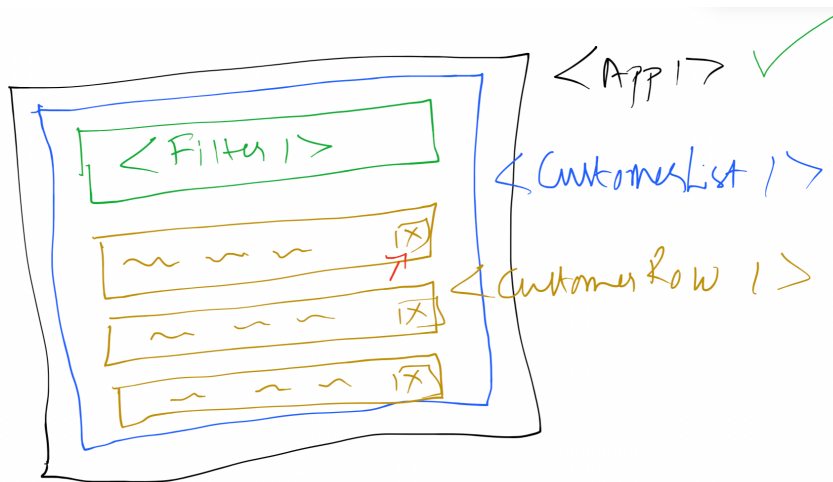 <App />
<Filter />
<CustomerList />
X
<CustomerRow />
X
X